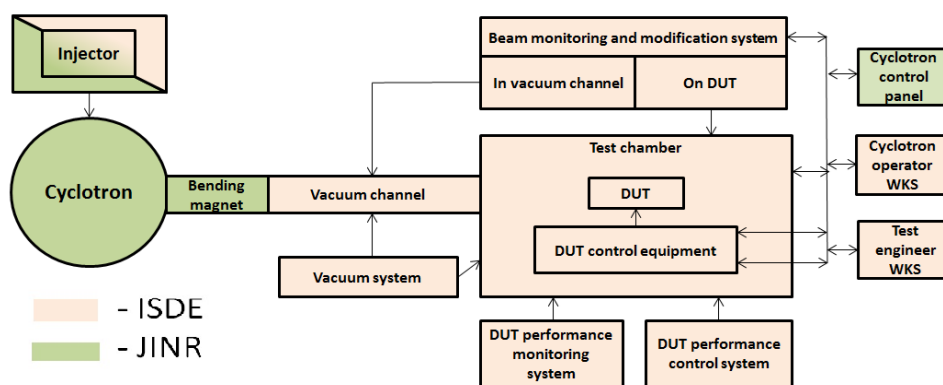 Injector
Beam monitoring and modification system
In vacuum channel
On DUT
Cyclotron
control
panel
Test chamber
Cyclotron
operator
WKS
Cyclotron
Bending
magnet
Vacuum channel
DUT
DUT control equipment
Test
engineer
WKS
Vacuum system
- ISDE
- JINR
DUT performance
monitoring
system
DUT performance
control system